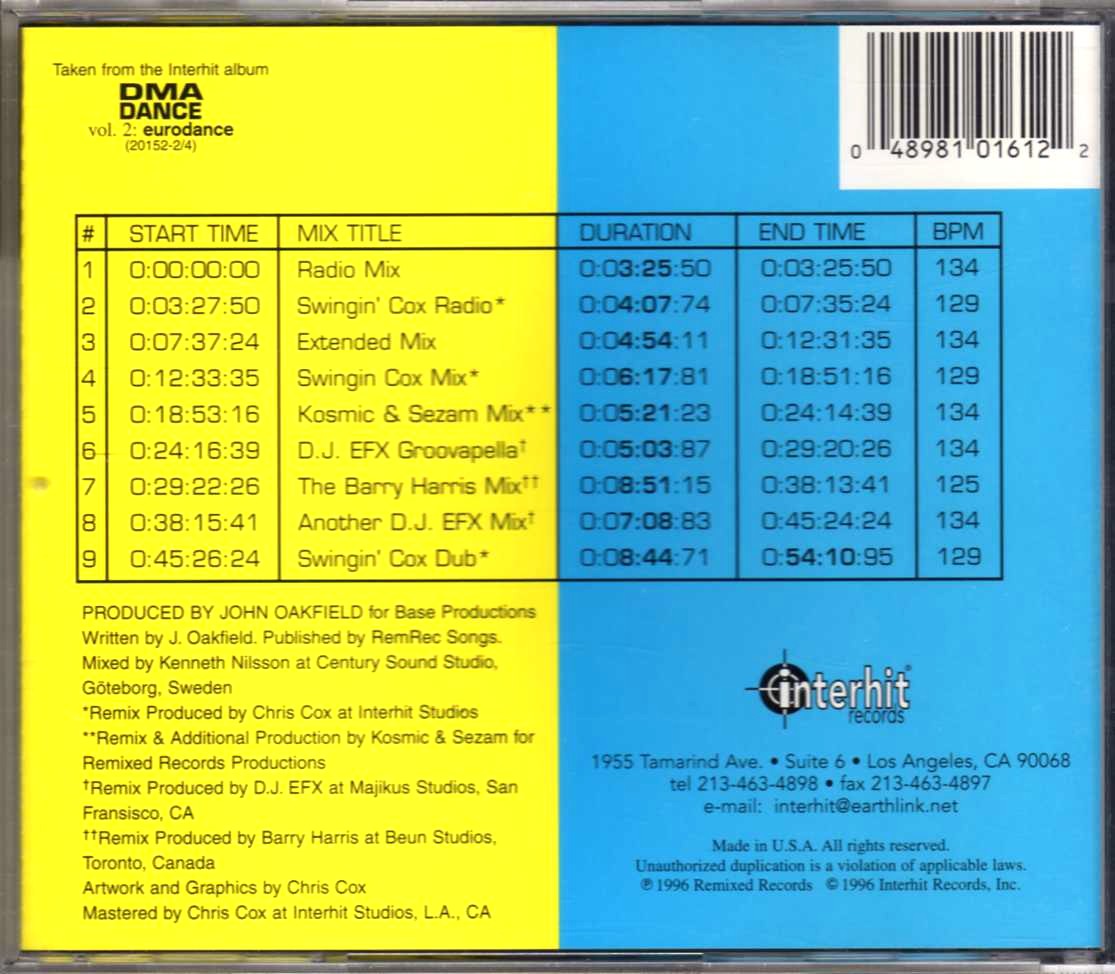 Taken from the Interhit album
DMA
DANCE
vol. 2: eurodance
(20152-2/4)
0 48981 01612 2
# START TIME MIX TITLE DURATION END TIME BPM
1 0:00:00:00 Radio Mix 0:03:25:50 0:03:25:50 134
2 0:03:27:50 Swingin' Cox Radio* 0:04:07:74 0:07:35:24 129
3 0:07:37:24 Extended Mix 0:04:54:11 0:12:31:35 134
4 0:12:33:35 Swingin Cox Mix* 0:06:17:81 0:18:51:16 129
5 0:18:53:16 Kosmic & Sezam Mix** 0:05:21:23 0:24:14:39 134
6 0:24:16:39 D.J. EFX Groovapella† 0:05:03:87 0:29:20:26 134
7 0:29:22:26 The Barry Harris Mix†† 0:08:51:15 0:38:13:41 125
8 0:38:15:41 Another D.J. EFX Mix† 0:07:08:83 0:45:24:24 134
9 0:45:26:24 Swingin' Cox Dub* 0:08:44:71 0:54:10:95 129
PRODUCED BY JOHN OAKFIELD for Base Productions
Written by J. Oakfield. Published by RemRec Songs.
Mixed by Kenneth Nilsson at Century Sound Studio,
Göteborg, Sweden
*Remix Produced by Chris Cox at Interhit Studios
**Remix & Additional Production by Kosmic & Sezam for
Remixed Records Productions
†Remix Produced by D.J. EFX at Majikus Studios, San
Fransisco, CA
††Remix Produced by Barry Harris at Beun Studios,
Toronto, Canada
Artwork and Graphics by Chris Cox
Mastered by Chris Cox at Interhit Studios, L.A., CA
interhit®
records
1955 Tamarind Ave. • Suite 6 • Los Angeles, CA 90068
tel 213-463-4898 • fax 213-463-4897
e-mail: interhit@earthlink.net
Made in U.S.A. All rights reserved.
Unauthorized duplication is a violation of applicable laws.
℗ 1996 Remixed Records © 1996 Interhit Records, Inc.